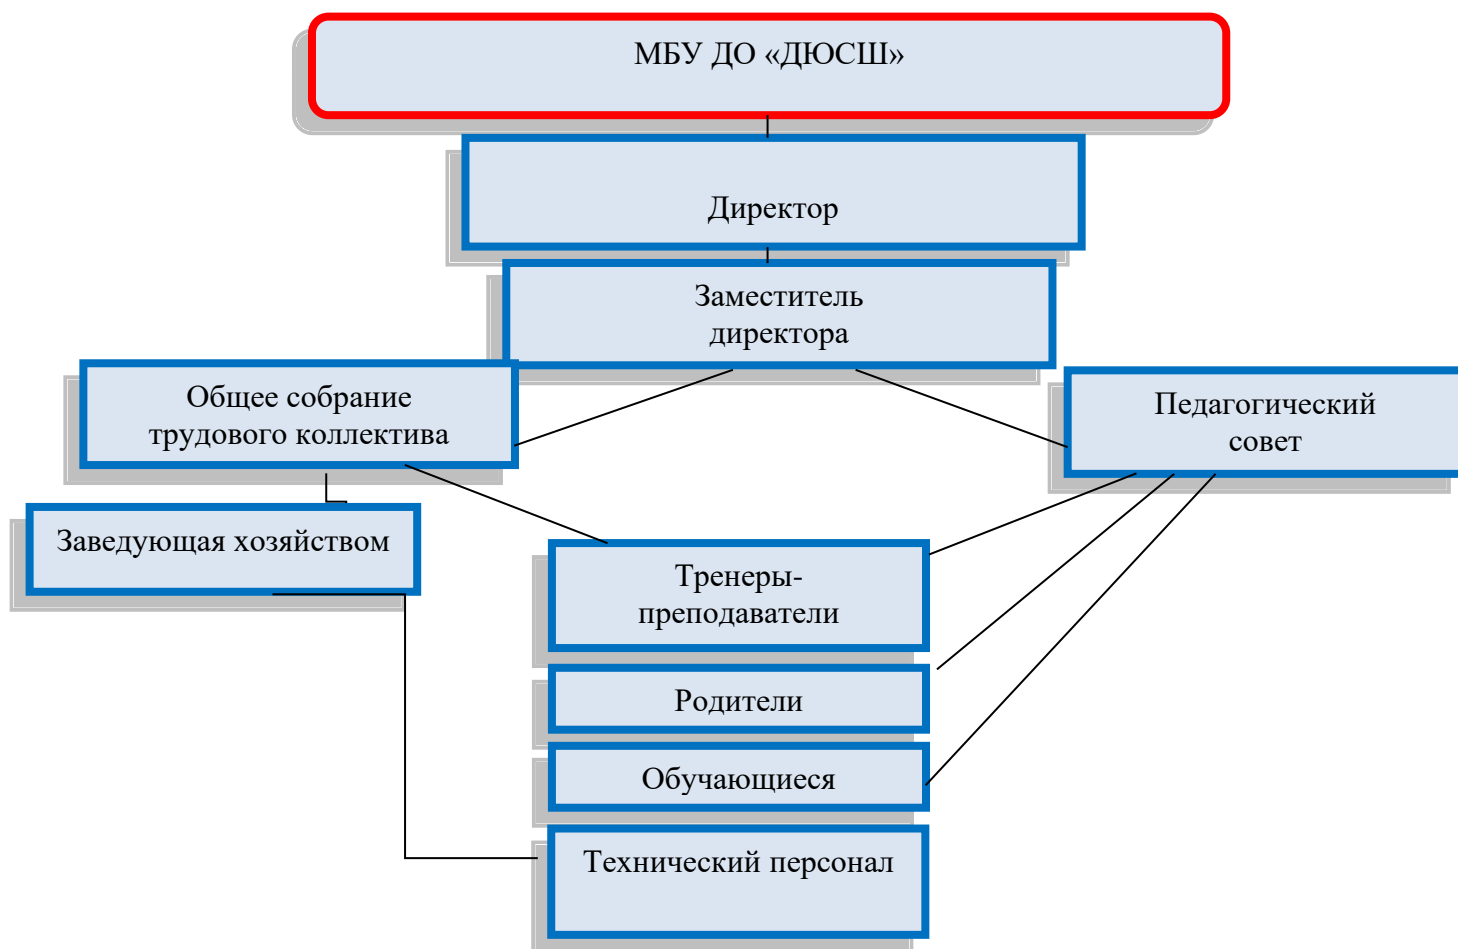 МБУ ДО «ДЮСШ»
Директор
Заместитель
директора
Общее собрание
трудового коллектива
Педагогический
совет
Заведующая хозяйством
Тренеры-
преподаватели
Родители
Обучающиеся
Технический персонал